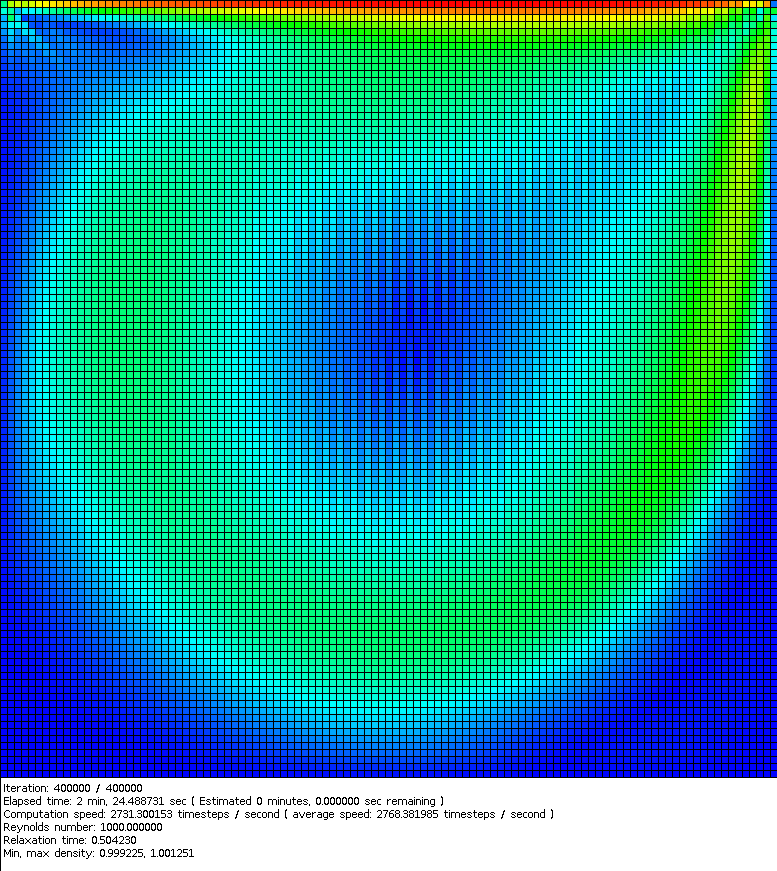 Iteration: 400000 / 400000
Elapsed time: 2 min, 24.488731 sec ( Estimated 0 minutes, 0.000000 sec remaining )
Computation speed: 2731.300153 timesteps / second ( average speed: 2768.381985 timesteps / second )
Reynolds number: 1000.000000
Relaxation time: 0.504230
Min, max density: 0.999225, 1.001251